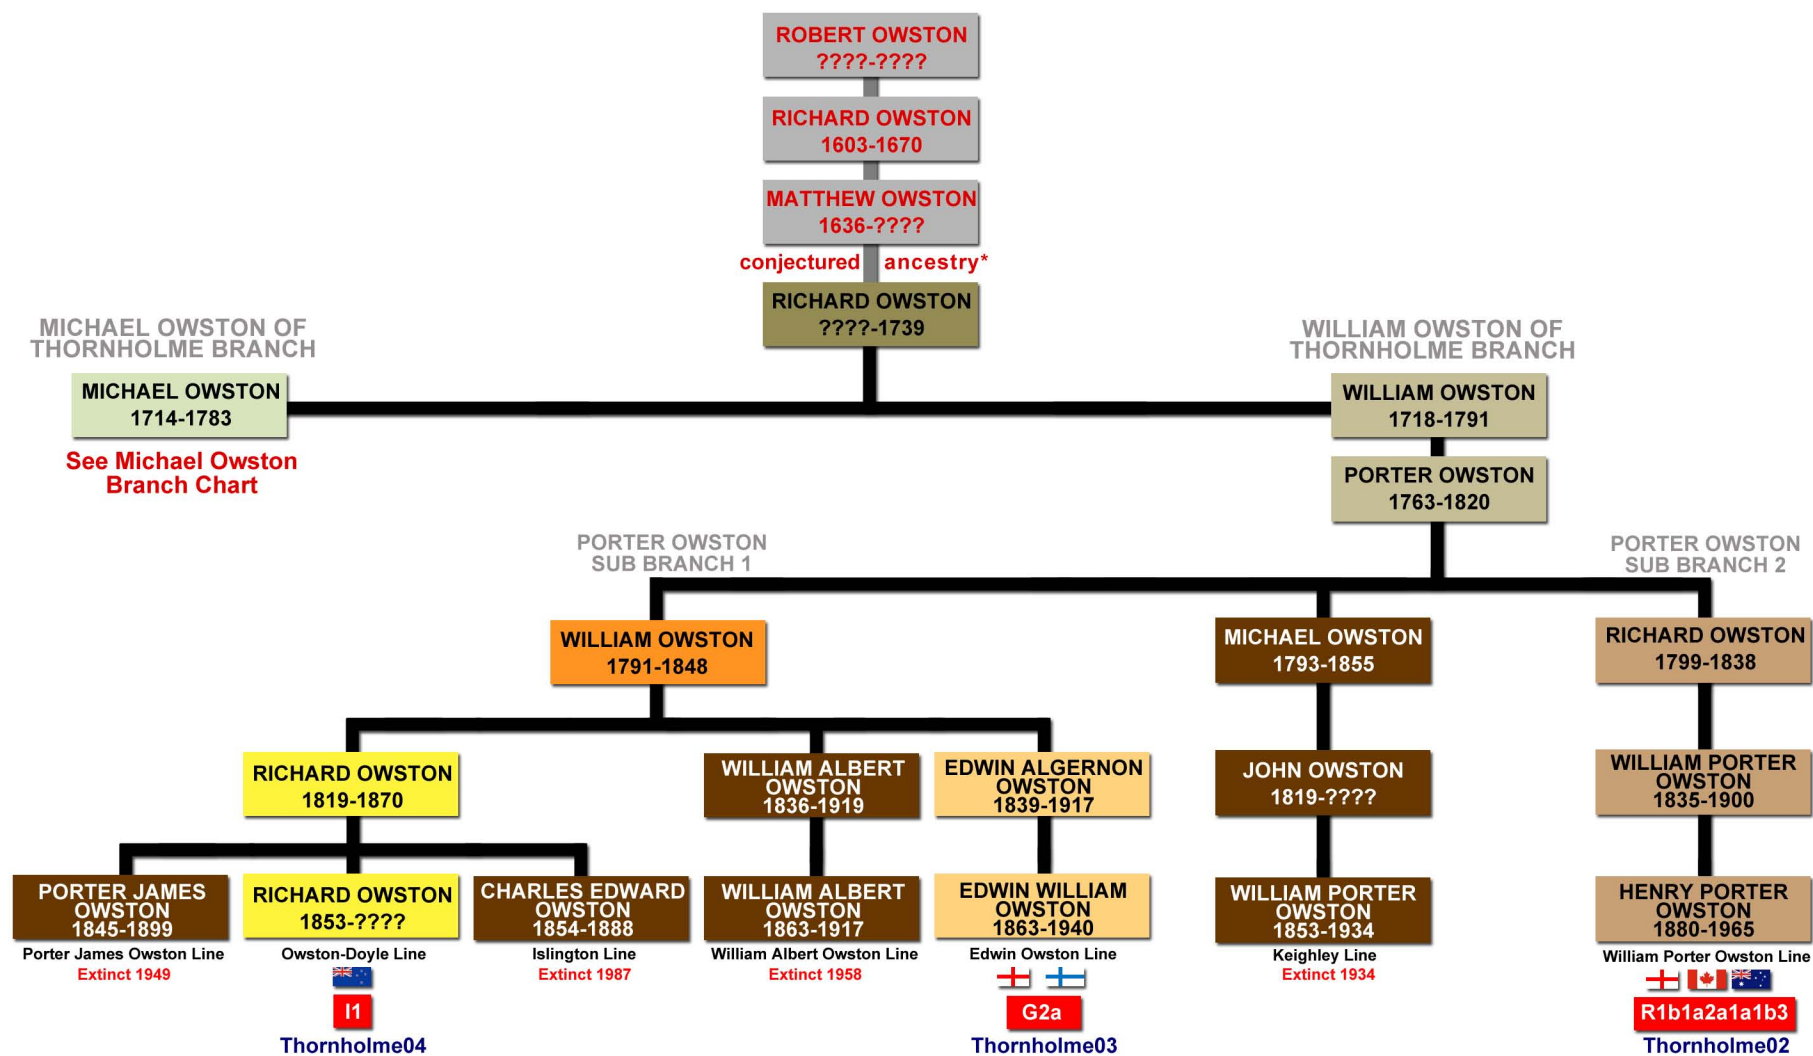 ROBERT OWSTON
????-????
RICHARD OWSTON
1603-1670
MATTHEW OWSTON
1636-????
conjectured ancestry*
RICHARD OWSTON
????-1739
MICHAEL OWSTON OF
THORNHOLME BRANCH
WILLIAM OWSTON OF
THORNHOLME BRANCH
MICHAEL OWSTON
1714-1783
WILLIAM OWSTON
1718-1791
See Michael Owston
Branch Chart
PORTER OWSTON
1763-1820
PORTER OWSTON
SUB BRANCH 1
PORTER OWSTON
SUB BRANCH 2
WILLIAM OWSTON
1791-1848
MICHAEL OWSTON
1793-1855
RICHARD OWSTON
1799-1838
RICHARD OWSTON
1819-1870
WILLIAM ALBERT
OWSTON
1836-1919
EDWIN ALGERNON
OWSTON
1839-1917
JOHN OWSTON
1819-????
WILLIAM PORTER
OWSTON
1835-1900
PORTER JAMES
OWSTON
1845-1899
RICHARD OWSTON
1853-????
CHARLES EDWARD
OWSTON
1854-1888
WILLIAM ALBERT
OWSTON
1863-1917
EDWIN WILLIAM
OWSTON
1863-1940
WILLIAM PORTER
OWSTON
1853-1934
HENRY PORTER
OWSTON
1880-1965
Porter James Owston Line
Extinct 1949
Owston-Doyle Line
I1
Thornholme04
Islington Line
Extinct 1987
William Albert Owston Line
Extinct 1958
Edwin Owston Line
G2a
Thornholme03
Keighley Line
Extinct 1934
William Porter Owston Line
R1b1a2a1a1b3
Thornholme02